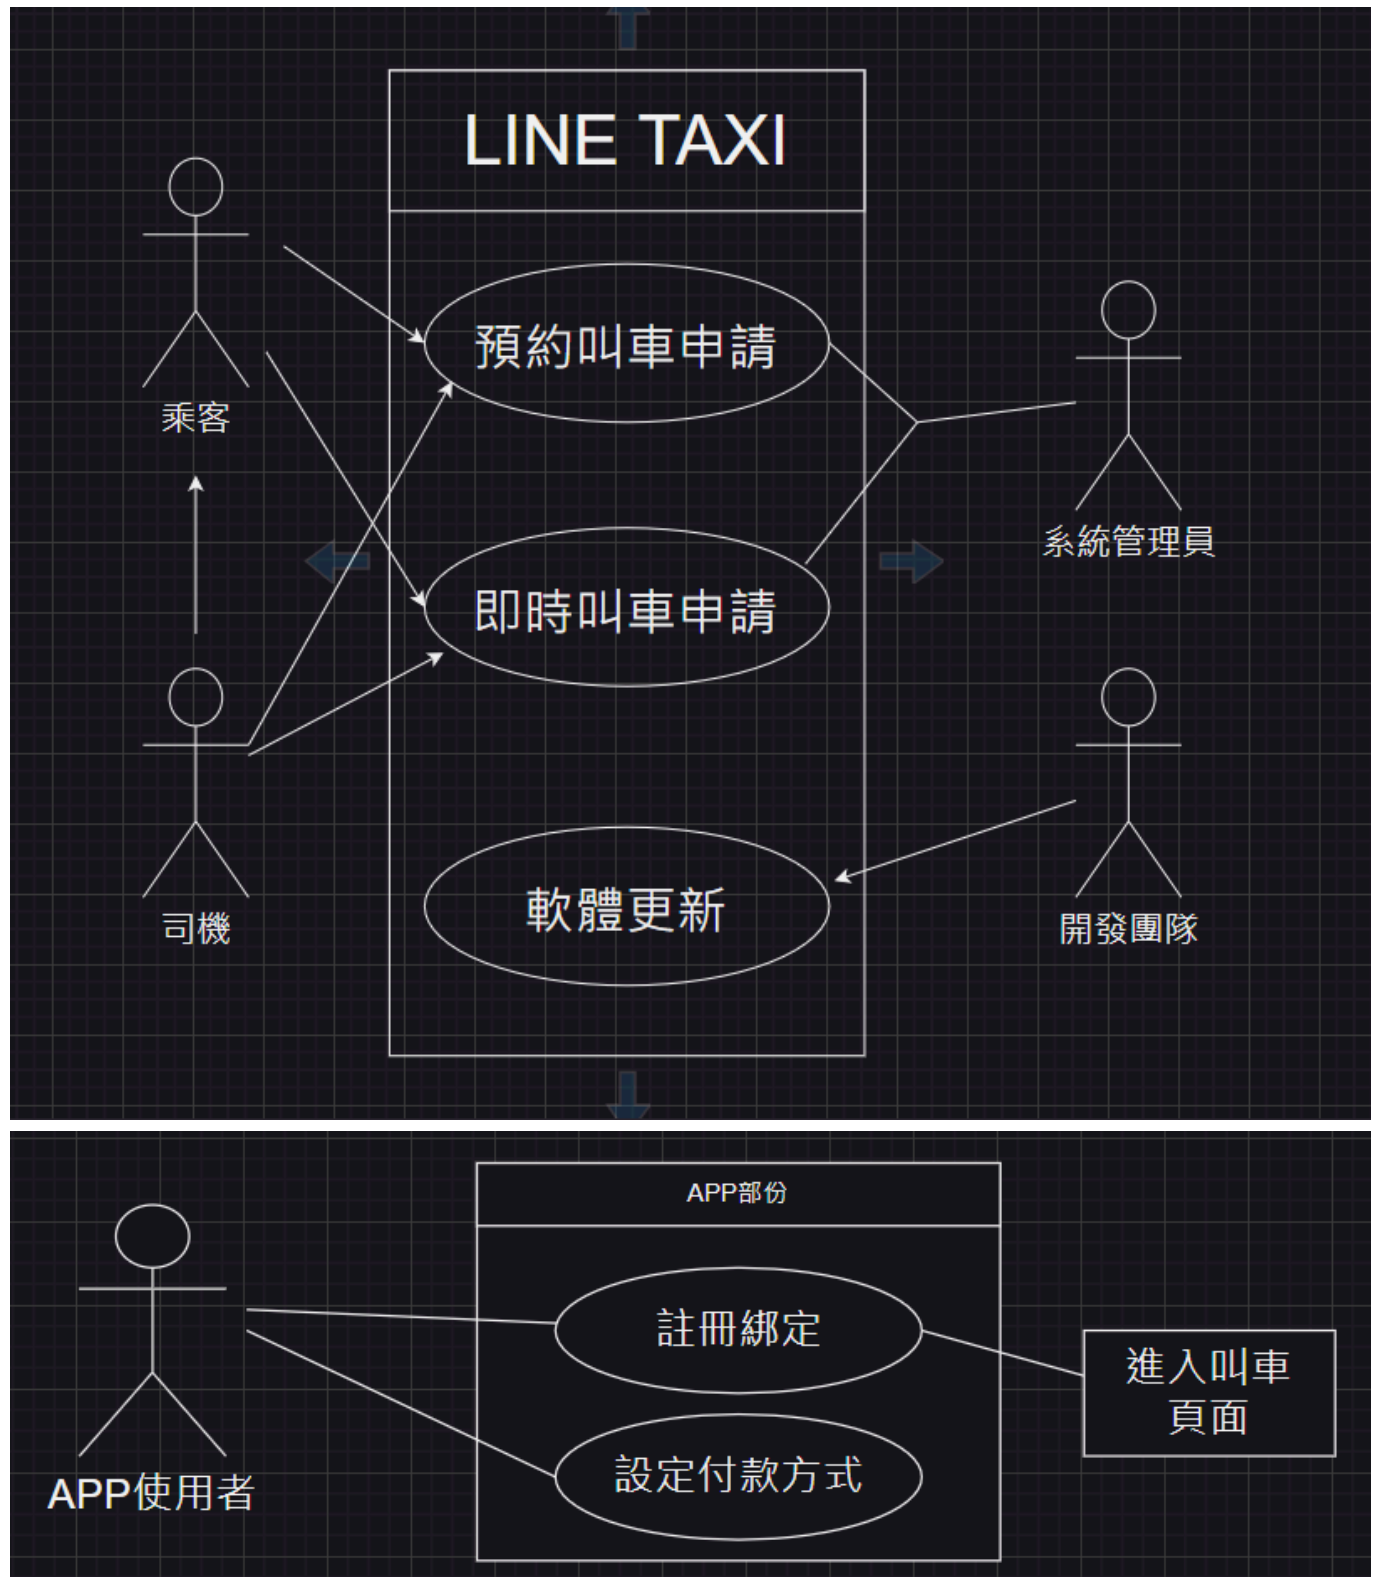 LINE TAXI
預約叫車申請
乘客
系統管理員
即時叫車申請
軟體更新
司機
開發團隊
APP部份
註冊綁定
進入叫車
頁面
設定付款方式
APP使用者